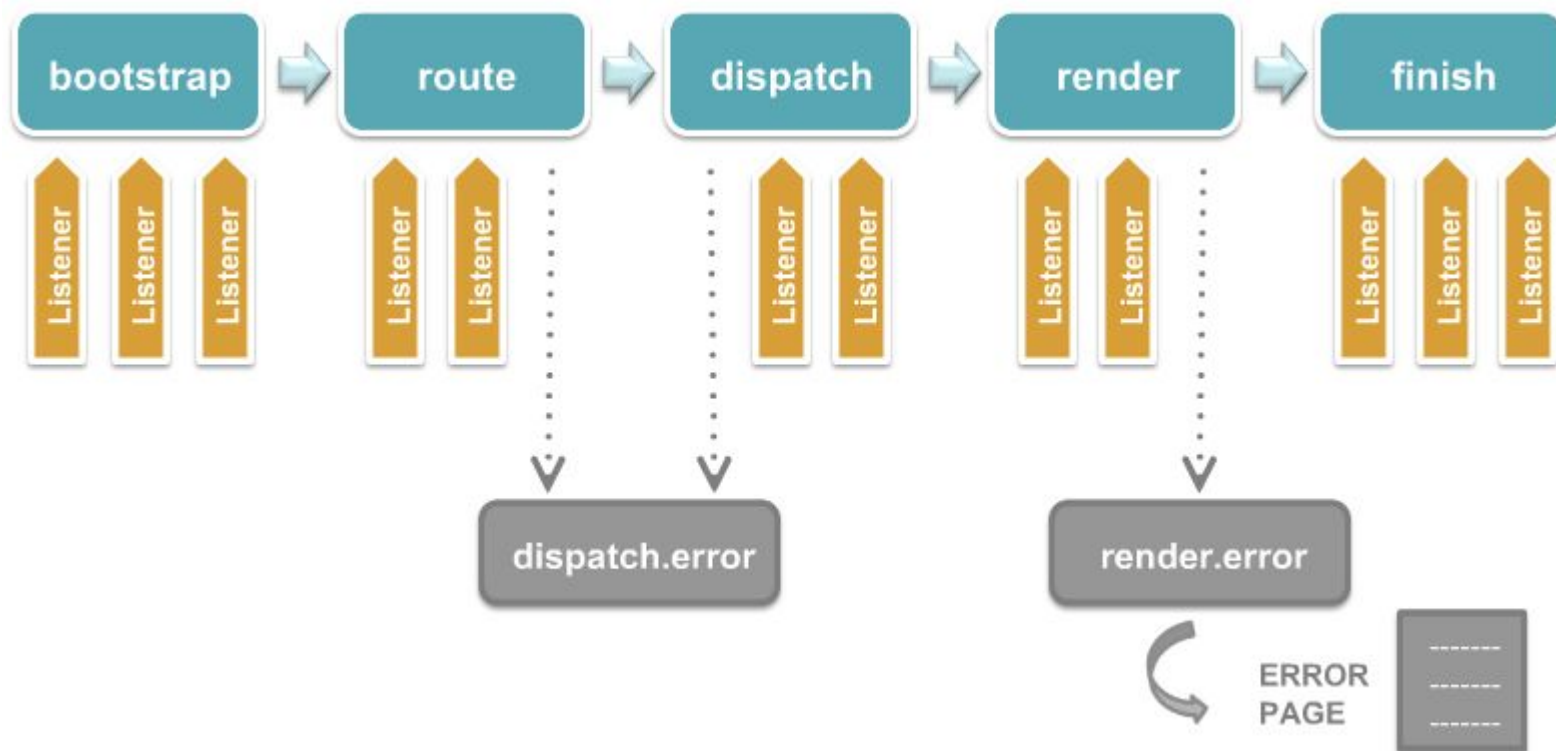 bootstrap
route
dispatch
render
finish
Listener
Listener
Listener
Listener
Listener
Listener
Listener
Listener
Listener
Listener
Listener
Listener
dispatch.error
render.error
ERROR
PAGE
-------
-------
-------